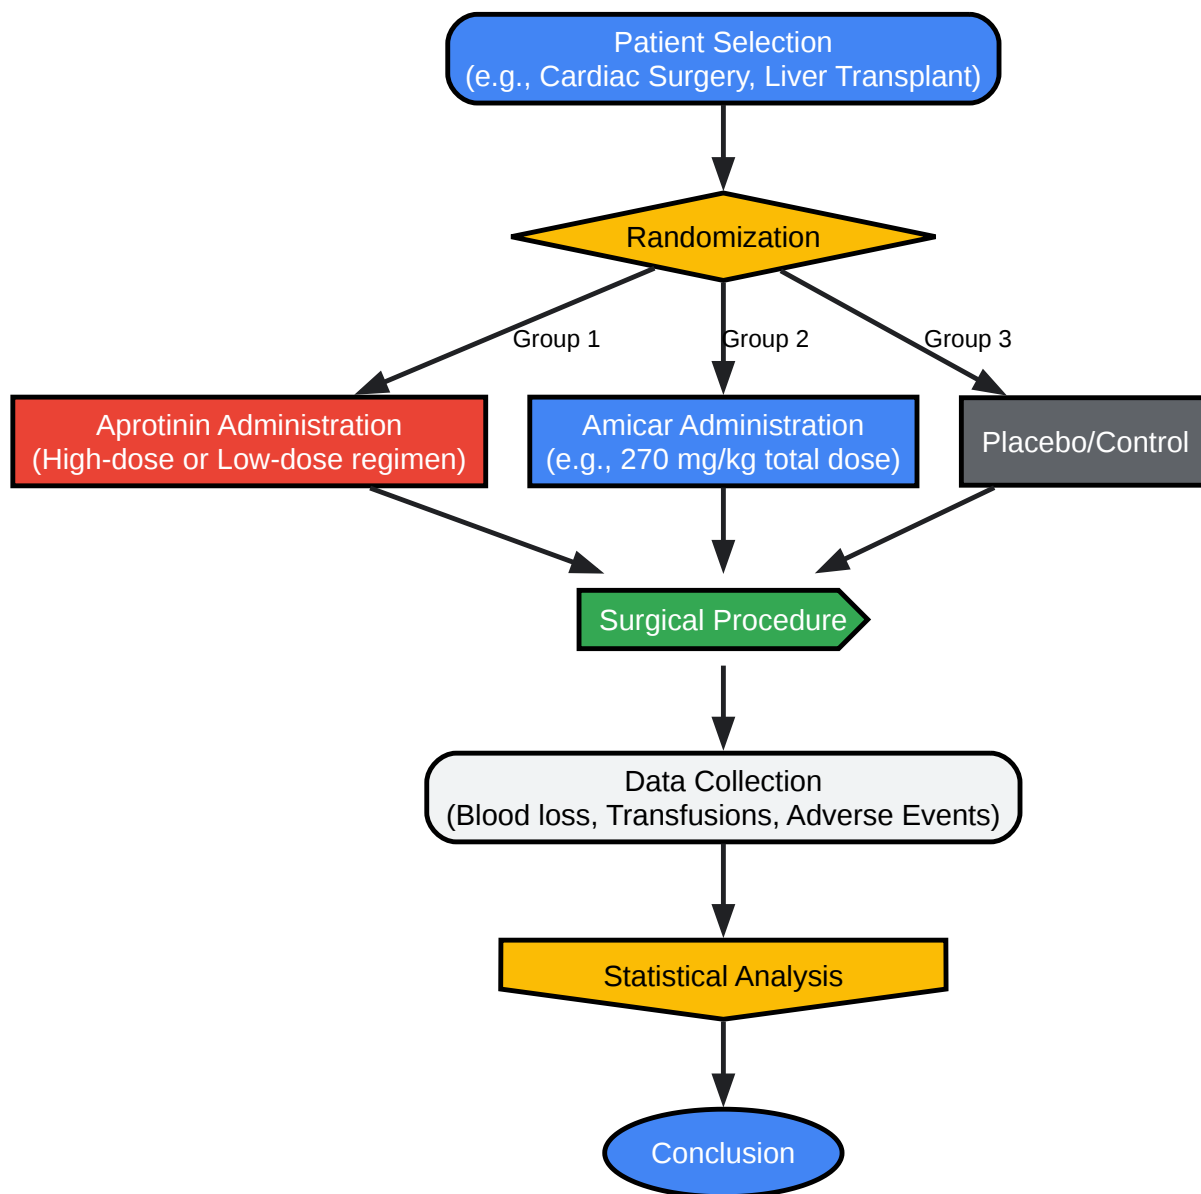 Patient Selection
(e.g., Cardiac Surgery, Liver Transplant)
Randomization
Group 1
Group 2
Group 3
Aprotinin Administration
(High-dose or Low-dose regimen)
Amicar Administration
(e.g., 270 mg/kg total dose)
Placebo/Control
Surgical Procedure
Data Collection
(Blood loss, Transfusions, Adverse Events)
Statistical Analysis
Conclusion